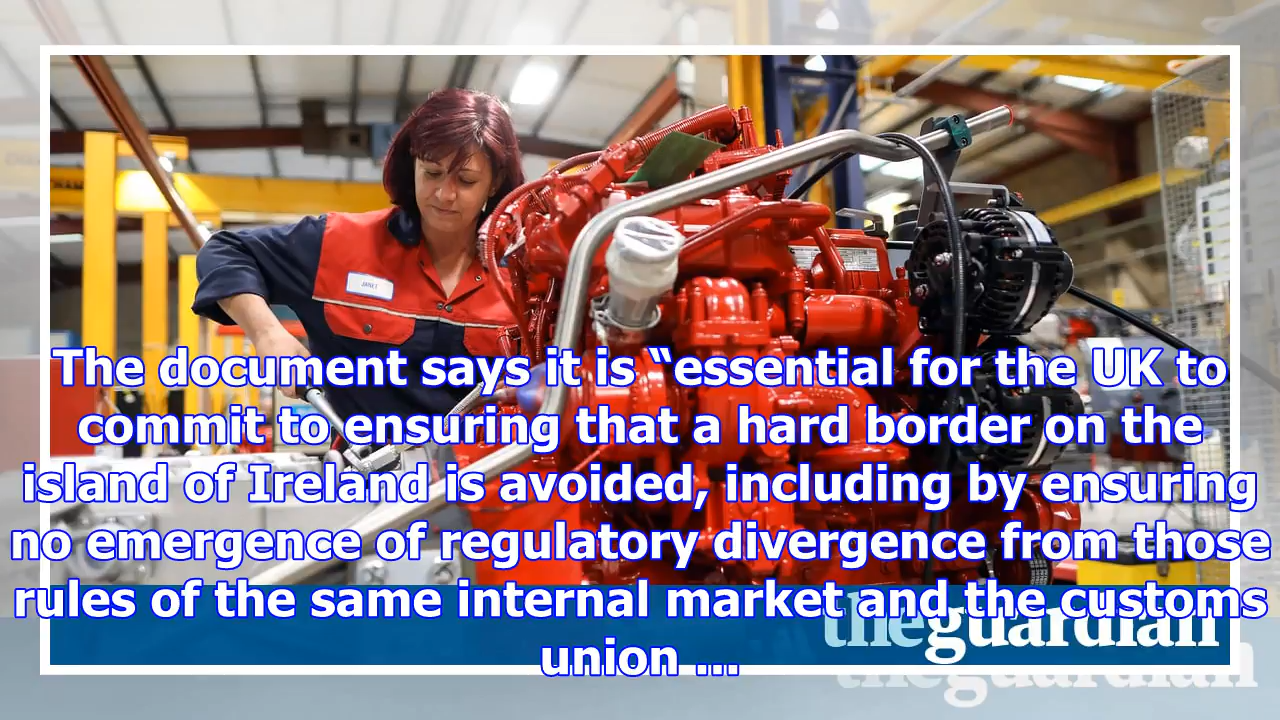 JANET
The document says it is “essential for the UK to
commit to ensuring that a hard border on the
island of Ireland is avoided, including by ensuring
no emergence of regulatory divergence from those
rules of the same internal market and the customs
union ...
theguardian
theguardian